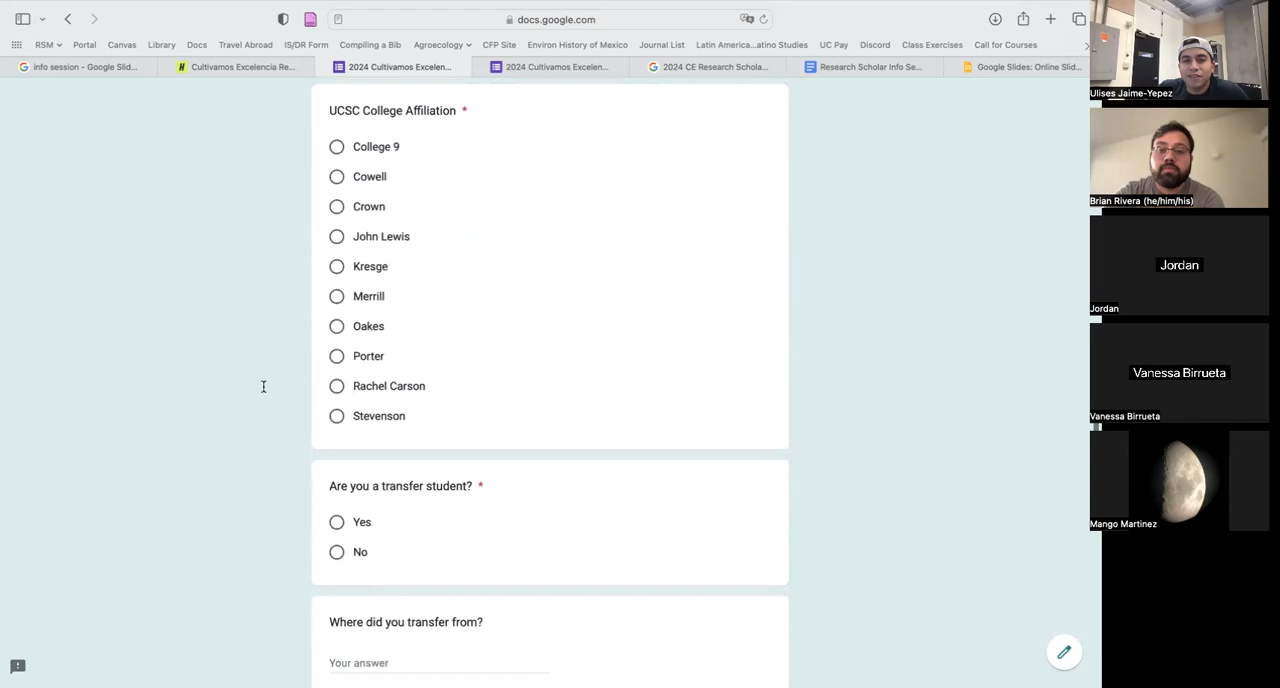 docs.google.com
RSM Portal Canvas Library Docs Travel Abroad IS/DR Form Compiling a Bib Agroecology CFP Site Environ History of Mexico Journal List Latin America...atino Studies UC Pay Discord Class Exercises Call for Courses
info session - Google Slid... Cultivamos Excelencia Re... 2024 Cultivamos Excelen... 2024 Cultivamos Excelen... 2024 CE Research Schola... Research Scholar Info Se... Google Slides: Online Slid...
UCSC College Affiliation *
College 9
Cowell
Crown
John Lewis
Kresge
Merrill
Oakes
Porter
Rachel Carson
Stevenson
Are you a transfer student? *
Yes
No
Where did you transfer from?
Your answer
Ulises Jaime-Yepez
Brian Rivera (he/him/his)
Jordan
Jordan
Vanessa Birrueta
Vanessa Birrueta
Mango Martinez